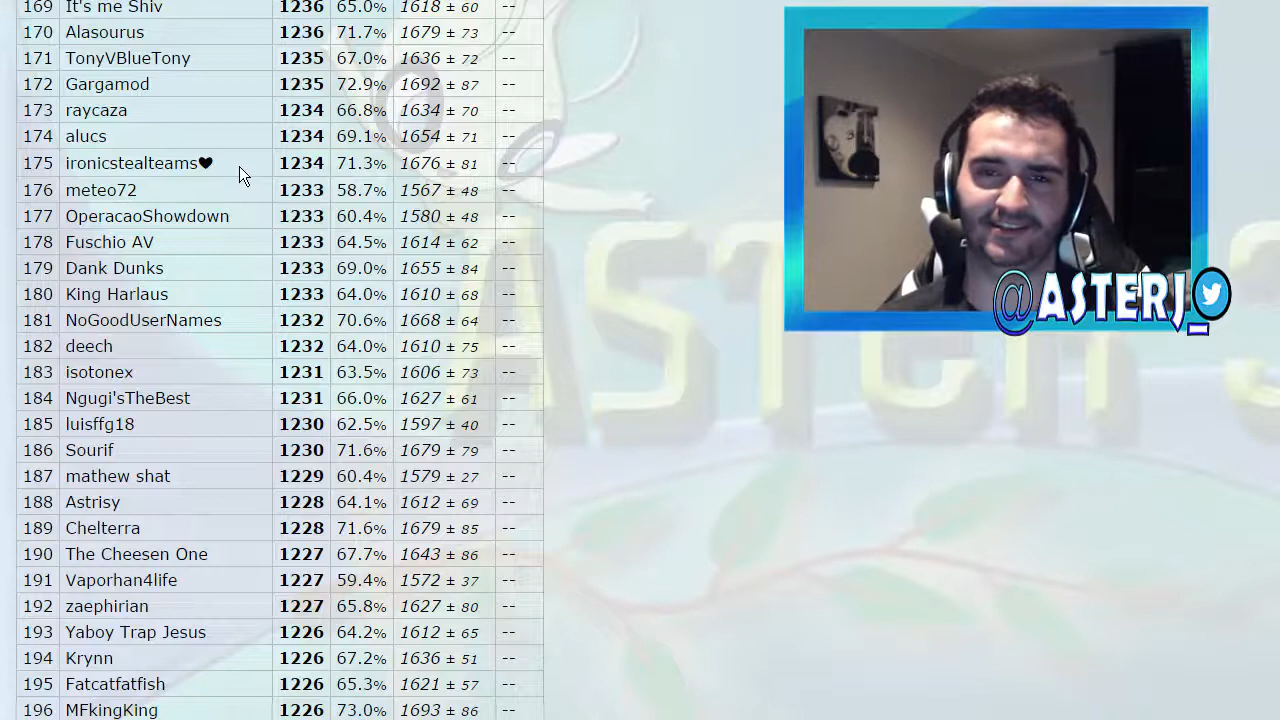 169 It's me Shiv 1236 65.0% 1618 ± 60 --
170 Alasourus 1236 71.7% 1679 ± 73 --
171 TonyVBlueTony 1235 67.0% 1636 ± 72 --
172 Gargamod 1235 72.9% 1692 ± 87 --
173 raycaza 1234 66.8% 1634 ± 70 --
174 alucs 1234 69.1% 1654 ± 71 --
175 ironicstealteams♥ 1234 71.3% 1676 ± 81 --
176 meteo72 1233 58.7% 1567 ± 48 --
177 OperacaoShowdown 1233 60.4% 1580 ± 48 --
178 Fuschio AV 1233 64.5% 1614 ± 62 --
179 Dank Dunks 1233 69.0% 1655 ± 84 --
180 King Harlaus 1233 64.0% 1610 ± 68 --
181 NoGoodUserNames 1232 70.6% ± 64 --
182 deech 1232 64.0% 1610 ± 75 --
183 isotonex 1231 63.5% 1606 ± 73 --
184 Ngugi'sTheBest 1231 66.0% 1627 ± 61 --
185 luisffg18 1230 62.5% 1597 ± 40 --
186 Sourif 1230 71.6% 1679 ± 79 --
187 mathew shat 1229 60.4% 1579 ± 27 --
188 Astrisy 1228 64.1% 1612 ± 69 --
189 Chelterra 1228 71.6% 1679 ± 85 --
190 The Cheesen One 1227 67.7% 1643 ± 86 --
191 Vaporhan4life 1227 59.4% 1572 ± 37 --
192 zaephirian 1227 65.8% 1627 ± 80 --
193 Yaboy Trap Jesus 1226 64.2% 1612 ± 65 --
194 Krynn 1226 67.2% 1636 ± 51 --
195 Fatcatfatfish 1226 65.3% 1621 ± 57 --
196 MFkingKing 1226 73.0% 1693 ± 86 --
@ASTERJ_